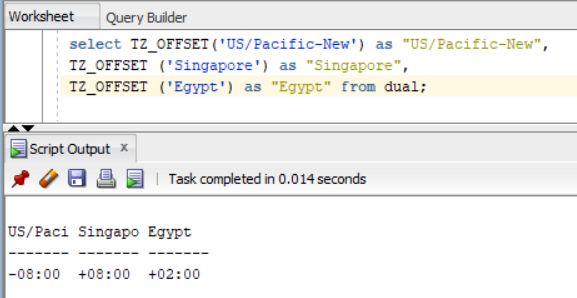 Worksheet Query Builder
select TZ_OFFSET('US/Pacific-New') as "US/Pacific-New",
TZ_OFFSET ('Singapore') as "Singapore",
TZ_OFFSET ('Egypt') as "Egypt" from dual;
Script Output x
Task completed in 0.014 seconds
US/Paci Singapo Egypt
------- ------- -------
-08:00 +08:00 +02:00